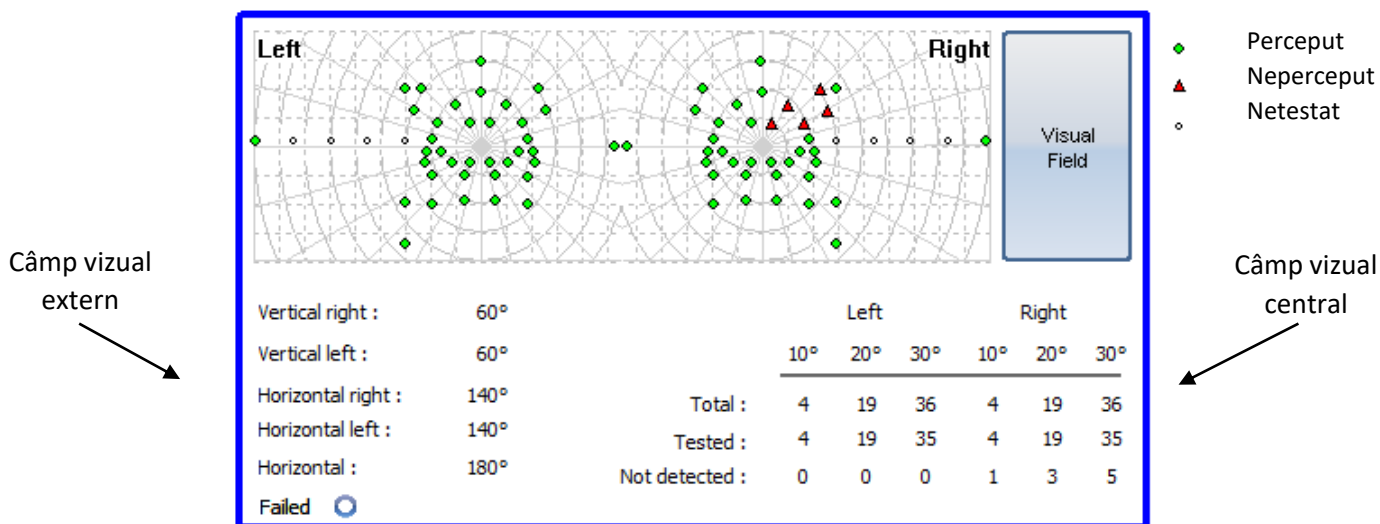 Left
Right
Visual
Field
Perceput
Neperceput
Netestat
Câmp vizual
extern
Câmp vizual
central
Vertical right : 60°
Vertical left : 60°
Horizontal right : 140°
Horizontal left : 140°
Horizontal : 180°
Failed
Left Right
10° 20° 30° 10° 20° 30°
Total : 4 19 36 4 19 36
Tested : 4 19 35 4 19 35
Not detected : 0 0 0 1 3 5